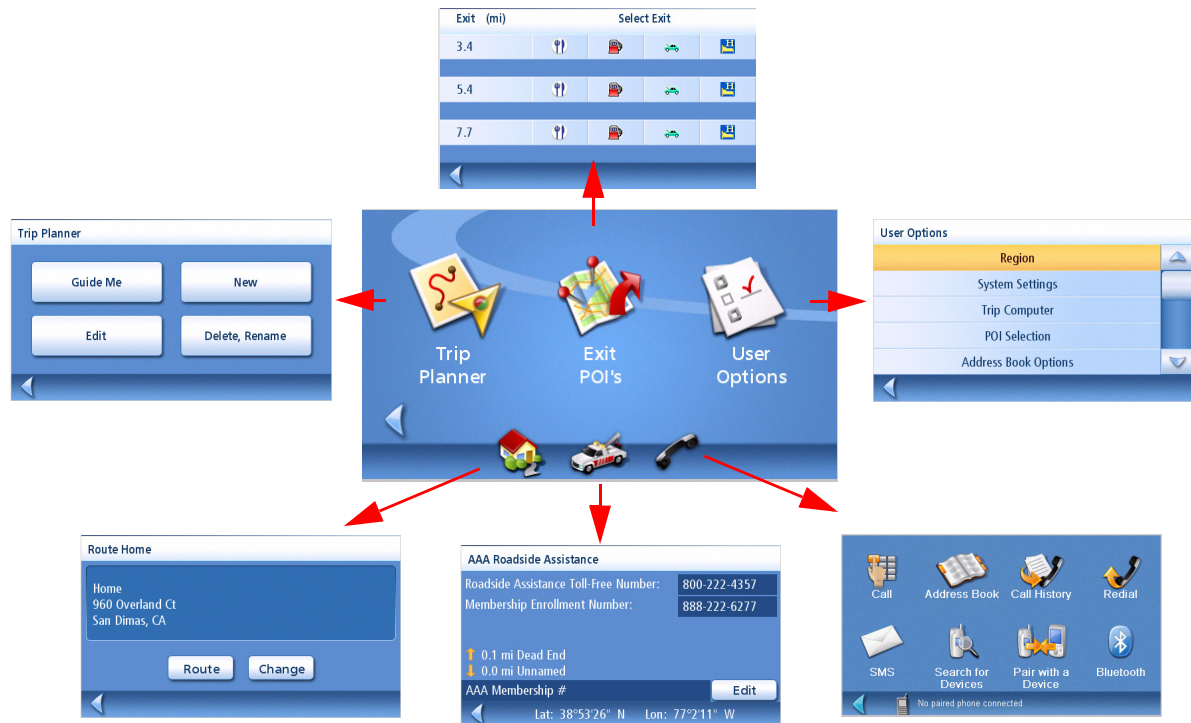 Exit (mi) Select Exit
3.4
5.4
7.7
Trip Planner
Guide Me New
Edit Delete, Rename
Trip
Planner
Exit
POI's
User
Options
User Options
Region
System Settings
Trip Computer
POI Selection
Address Book Options
Route Home
Home
960 Overland Ct
San Dimas, CA
Route Change
AAA Roadside Assistance
Roadside Assistance Toll-Free Number: 800-222-4357
Membership Enrollment Number: 888-222-6277
0.1 mi Dead End
0.0 mi Unnamed
AAA Membership # Edit
Lat: 38°53'26" N Lon: 77°2'11" W
Call Address Book Call History Redial
SMS
Search for
Devices
Pair with a
Device
Bluetooth
No paired phone connected